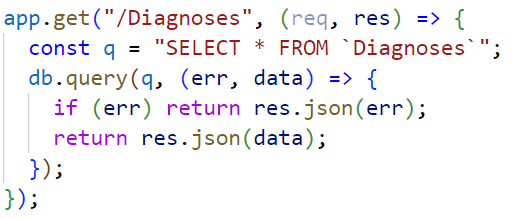 app.get("/Diagnoses", (req, res) => {
  const q = "SELECT * FROM `Diagnoses`";
  db.query(q, (err, data) => {
    if (err) return res.json(err);
    return res.json(data);
  });
});